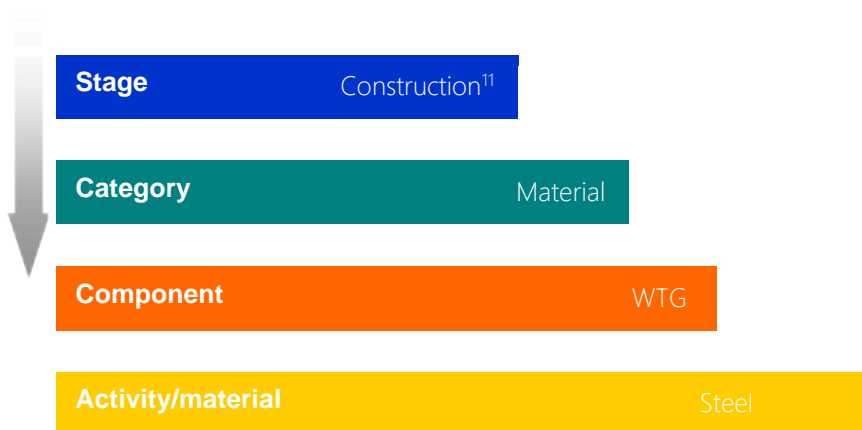 Stage Construction¹¹
Category Material
Component WTG
Activity/material Steel